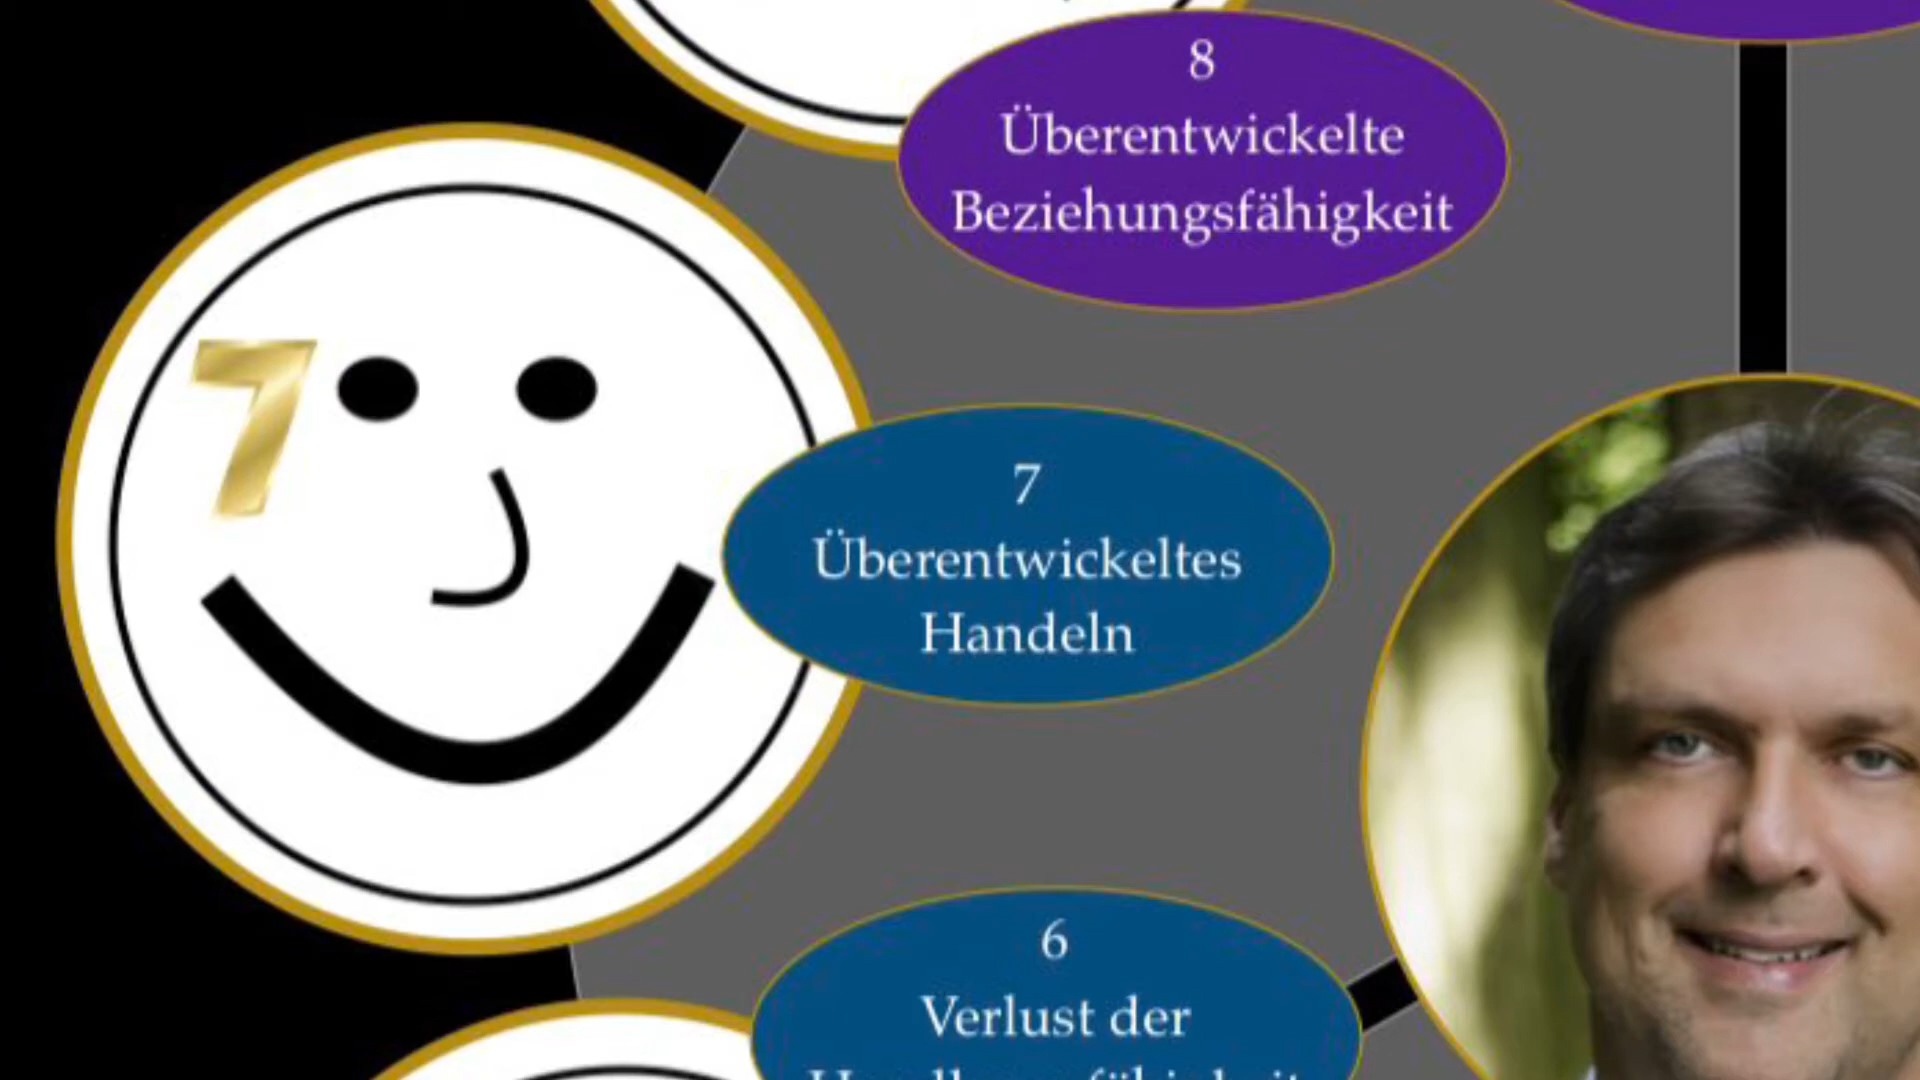 8
Überentwickelte
Beziehungsfähigkeit
7
7
Überentwickeltes
Handeln
6
Verlust der